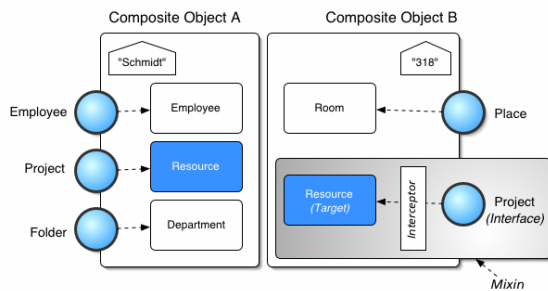 Composite Object A
Composite Object B
"Schmidt"
"318"
Employee
Employee
Room
Place
Project
Resource
Resource
(Target)
Interceptor
Project
(Interface)
Folder
Department
Mixin